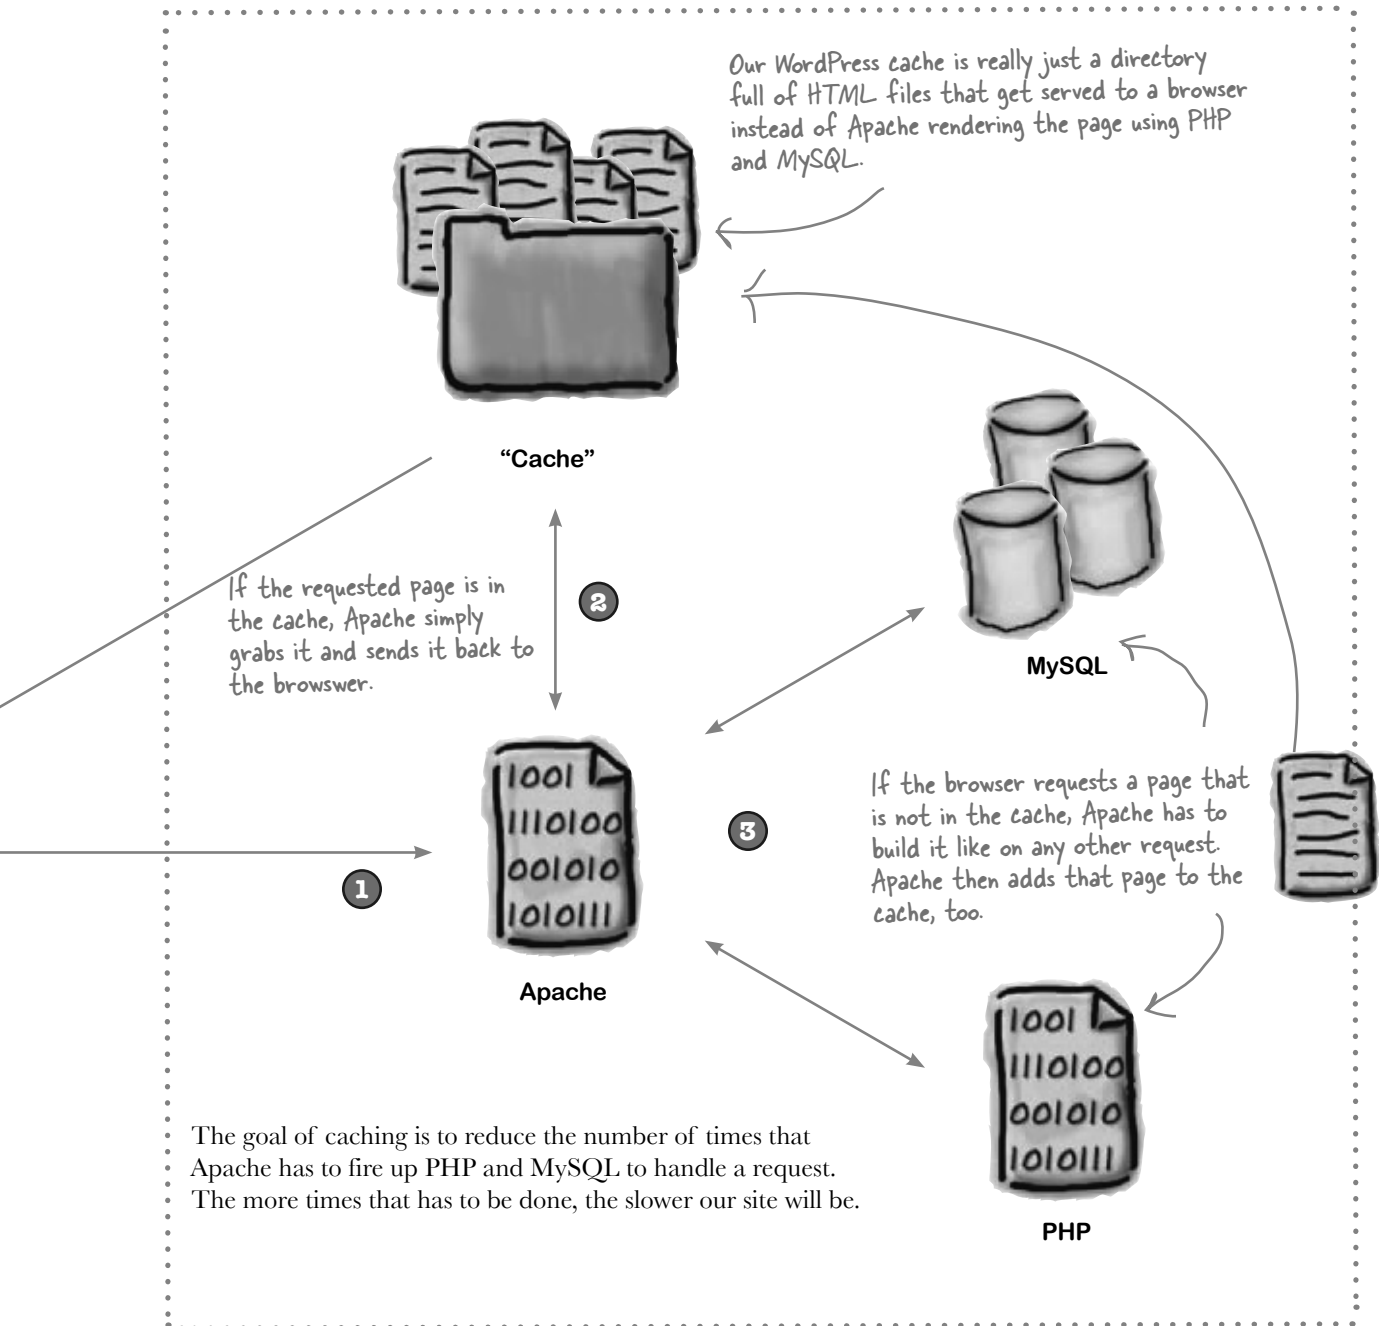 Our WordPress cache is really just a directory
full of HTML files that get served to a browser
instead of Apache rendering the page using PHP
and MySQL.
“Cache”
If the requested page is in
the cache, Apache simply
grabs it and sends it back to
the browswer.
2
MySQL
1001
1110100
001010
1010111
3
If the browser requests a page that
is not in the cache, Apache has to
build it like on any other request.
Apache then adds that page to the
cache, too.
1
Apache
1001
1110100
001010
1010111
The goal of caching is to reduce the number of times that
Apache has to fire up PHP and MySQL to handle a request.
The more times that has to be done, the slower our site will be.
PHP